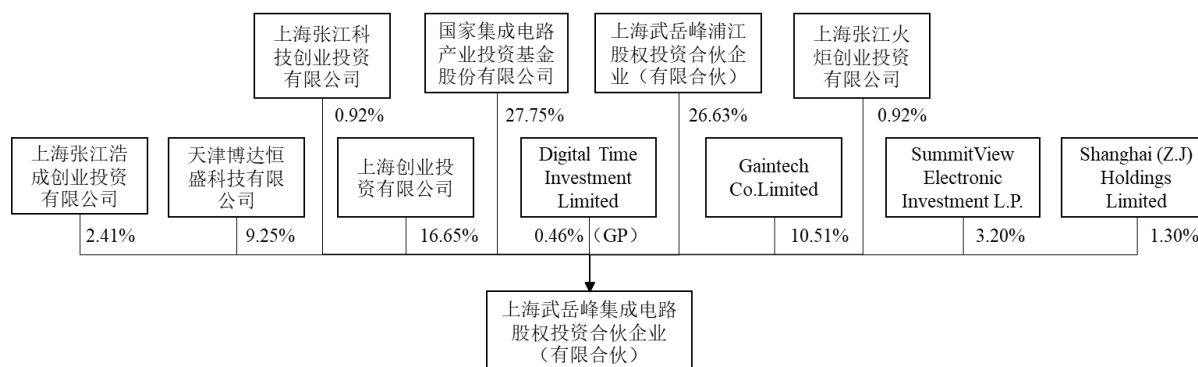 上海张江科
技创业投资
有限公司
国家集成电路
产业投资基金
股份有限公司
上海武岳峰浦江
股权投资合伙企
业（有限合伙）
上海张江火
炬创业投资
有限公司
0.92%
27.75%
26.63%
0.92%
上海张江浩
成创业投资
有限公司
天津博达恒
盛科技有限
公司
上海创业投
资有限公司
Digital Time
Investment
Limited
Gaintech
Co.Limited
SummitView
Electronic
Investment L.P.
Shanghai (Z.J)
Holdings
Limited
2.41%
9.25%
16.65%
0.46%（GP）
10.51%
3.20%
1.30%
上海武岳峰集成电路
股权投资合伙企业
（有限合伙）